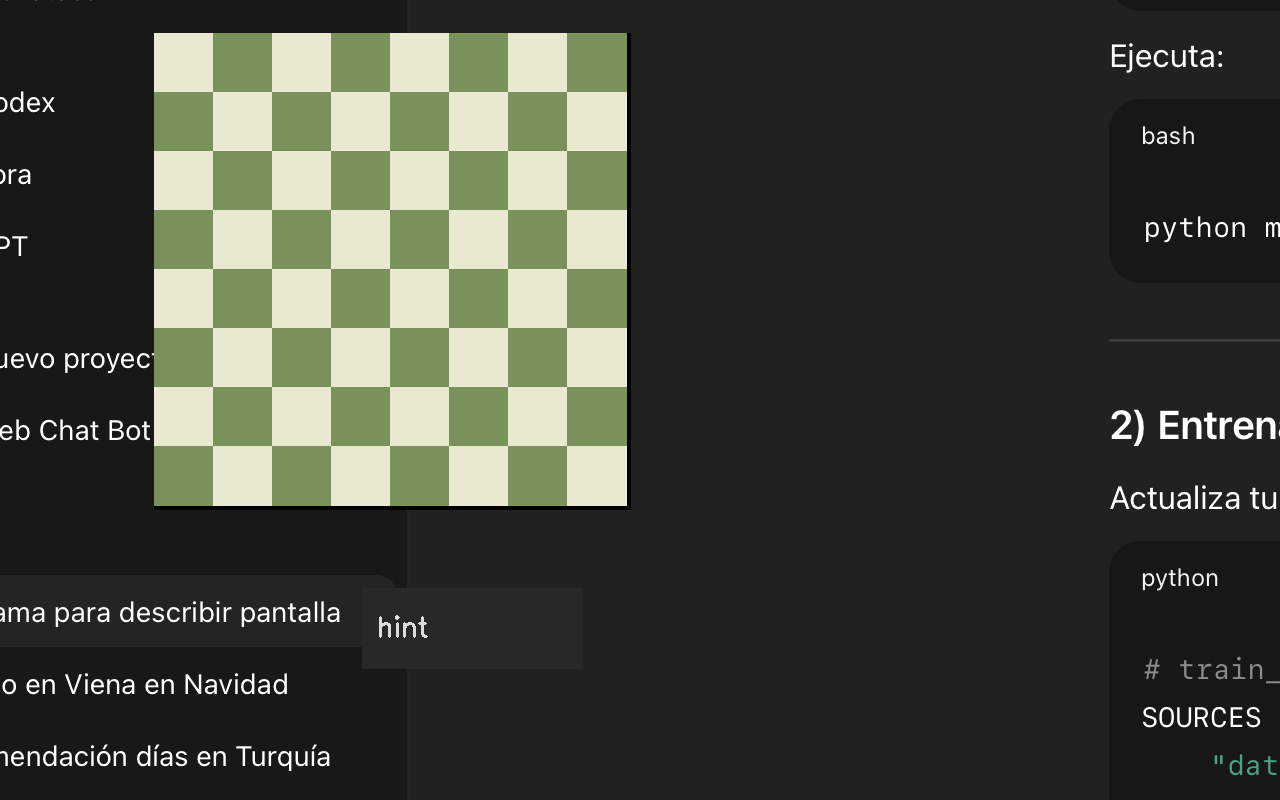 odex
ora
PT
uevo proyect
eb Chat Bot
ama para describir pantalla
hint
o en Viena en Navidad
mendación días en Turquía
Ejecuta:
bash
python m
2) Entrena
Actualiza tu
python
# train_
SOURCES
"dat